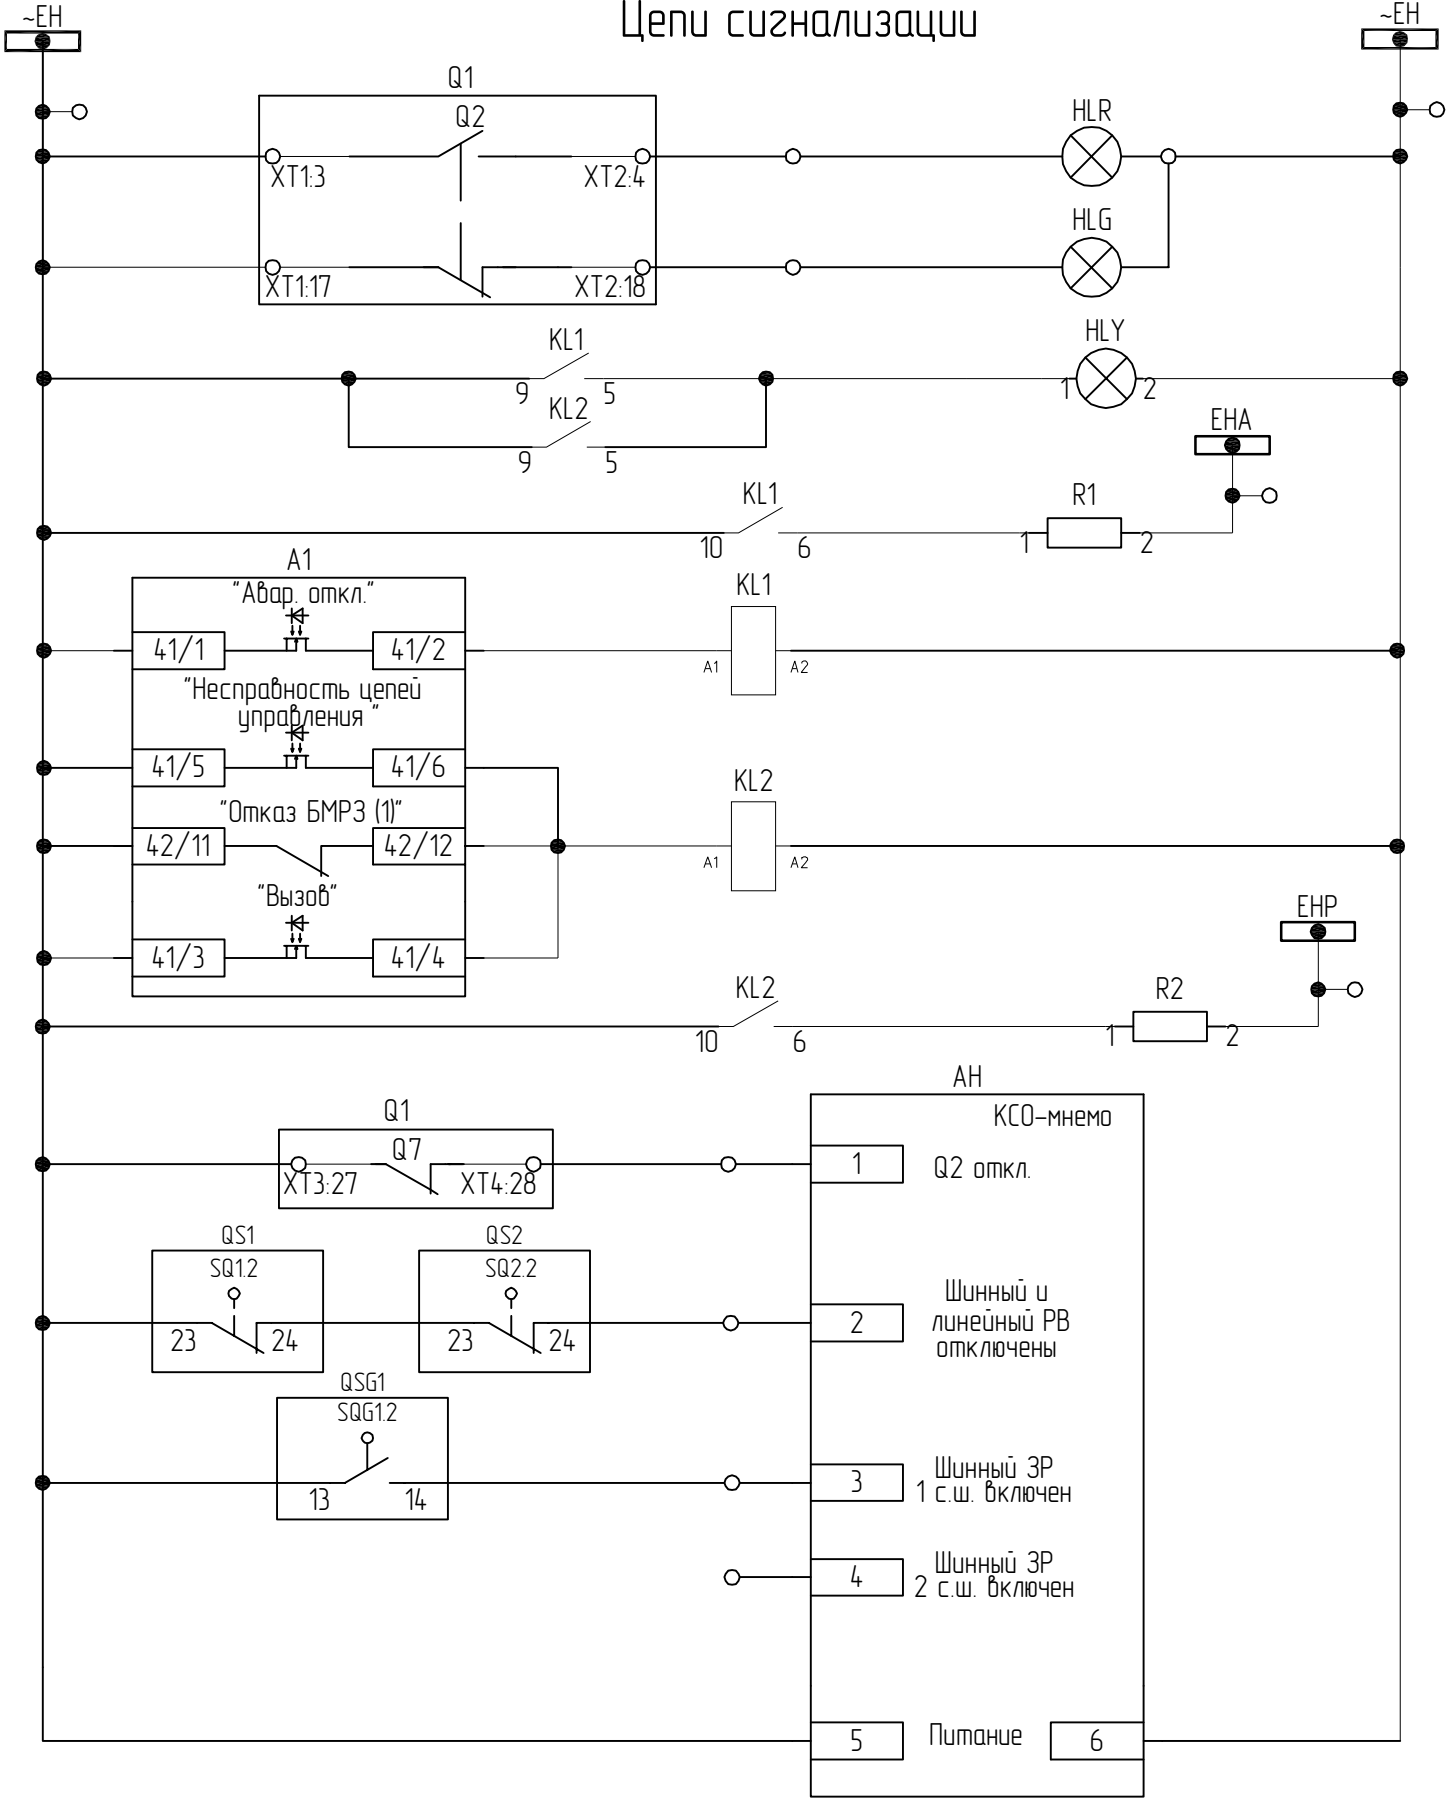 Цепи сигнализации
~EH
~EH
Q1
Q2
XT1:3
XT2:4
HLR
XT1:17
XT2:18
HLG
KL1
9
5
HLY
1
2
KL2
9
5
EHA
KL1
10
6
R1
1
2
A1
"Авар. откл."
41/1
41/2
KL1
A1
A2
"Несправность цепей
управления "
41/5
41/6
"Отказ БМРЗ (1)"
42/11
42/12
KL2
A1
A2
"Вызов"
41/3
41/4
EHP
KL2
10
6
R2
1
2
AH
КСО-мнемо
Q1
Q7
XT3:27
XT4:28
1
Q2 откл.
QS1
SQ1.2
23
24
QS2
SQ2.2
23
24
2
Шинный и
линейный РВ
отключены
QSG1
SQG1.2
13
14
3
Шинный ЗР
1 с.ш. включен
4
Шинный ЗР
2 с.ш. включен
5
Питание
6